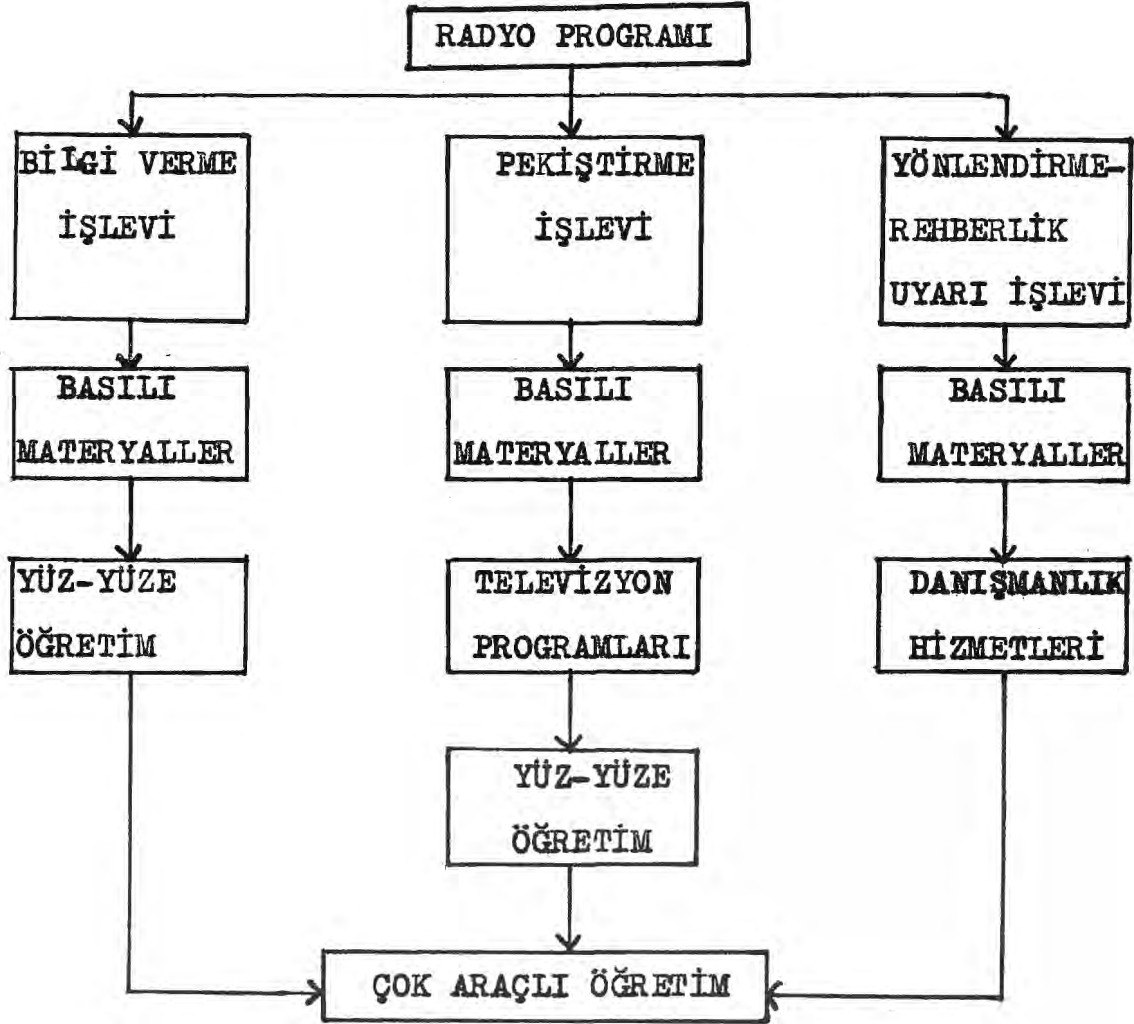 RADYO PROGRAMI
BİLGİ VERME
İŞLEVİ
PEKİŞTİRME
İŞLEVİ
YÖNLENDİRME-
REHBERLİK
UYARI İŞLEVİ
BASILI
MATERYALLER
BASILI
MATERYALLER
BASILI
MATERYALLER
YÜZ-YÜZE
ÖĞRETİM
TELEVİZYON
PROGRAMLARI
DANIŞMANLIK
HİZMETLERİ
YÜZ-YÜZE
ÖĞRETİM
ÇOK ARAÇLI ÖĞRETİM